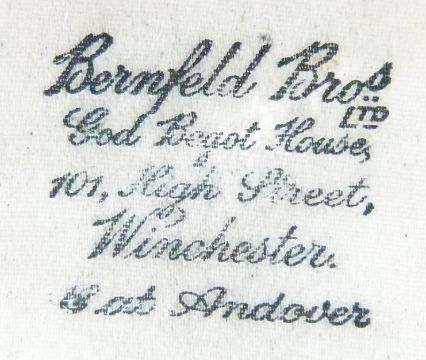 Bernfeld Bros LTD
God Begot House,
101, High Street,
Winchester.
& at Andover